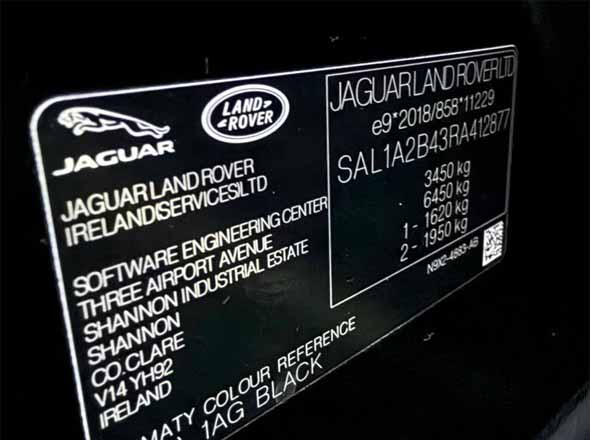 JAGUAR
LAND ROVER
JAGUAR LAND ROVER
IRELAND(SERVICES)LTD
SOFTWARE ENGINEERING CENTER
THREE AIRPORT AVENUE
SHANNON INDUSTRIAL ESTATE
SHANNON
CO.CLARE
V14 YH92
IRELAND
JAGUAR LAND ROVER LTD
e9*2018/858*11229
SAL1A2B43RA412877
3450 kg
6450 kg
1 - 1620 kg
2 - 1950 kg
N9X2-4883-AB
MATY COLOUR REFERENCE
1AG BLACK